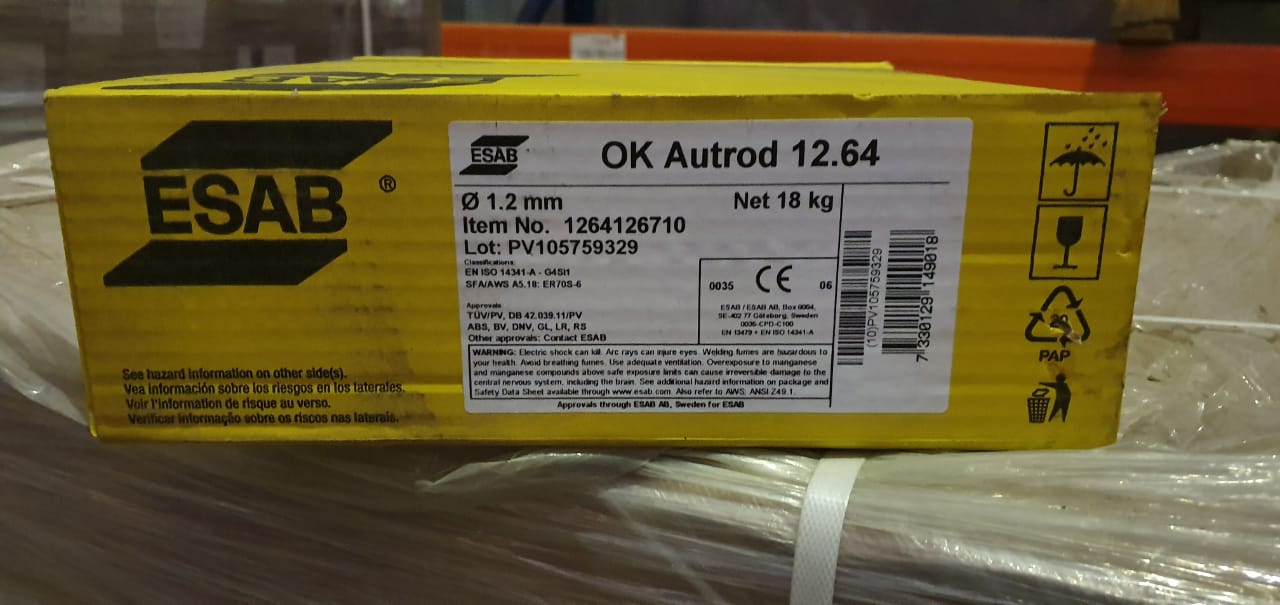 ESAB
ESAB ®
See hazard information on other side(s).
Vea información sobre los riesgos en los laterales.
Voir l'information de risque au verso.
Verificar informação sobre os riscos nas laterais.
ESAB
OK Autrod 12.64
Ø 1.2 mm
Net 18 kg
Item No. 1264126710
Lot: PV105759329
Classifications:
EN ISO 14341-A - G4Si1
SFA/AWS A5.18: ER70S-6
Approvals:
TÜV/PV, DB 42.039.11/PV
ABS, BV, DNV, GL, LR, RS
Other approvals: Contact ESAB
0035 CE 06
ESAB / ESAB AB, Box 8004,
SE-402 77 Göteborg, Sweden
0035-CPD-C100
EN 13479 + EN ISO 14341-A
WARNING: Electric shock can kill. Arc rays can injure eyes. Welding fumes are hazardous to
your health. Avoid breathing fumes. Use adequate ventilation. Overexposure to manganese
and manganese compounds above safe exposure limits can cause irreversible damage to the
central nervous system, including the brain. See additional hazard information on package and
Safety Data Sheet available through www.esab.com. Also refer to AWS: ANSI Z49.1.
Approvals through ESAB AB, Sweden for ESAB
(10)PV105759329
7 330129 149018
PAP